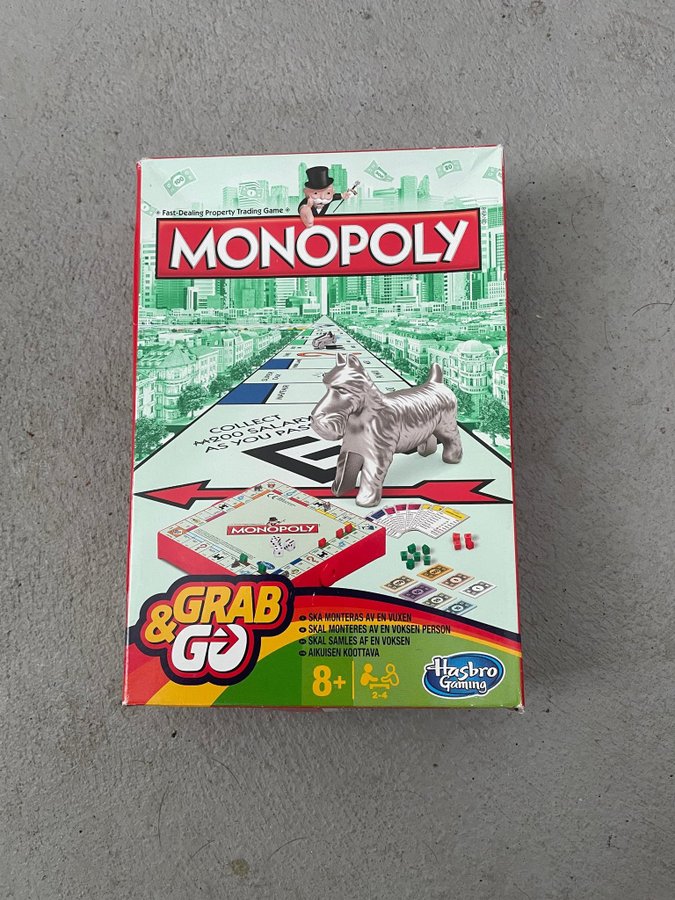 Fast-Dealing Property Trading Game
MONOPOLY
COLLECT
₩200 SALARY
AS YOU PASS
MONOPOLY
GRAB
& GO
SKA MONTERAS AV EN VUXEN
SKAL MONTERES AV EN VOKSEN PERSON
SKAL SAMLES AF EN VOKSEN
AIKUISEN KOOTTAVA
8+
2-4
Hasbro
Gaming